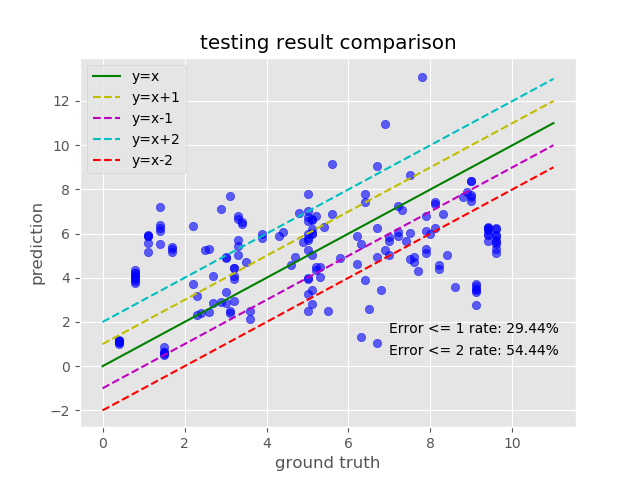 testing result comparison
y=x
y=x+1
y=x-1
y=x+2
y=x-2
12
10
8
6
4
2
0
−2
prediction
Error <= 1 rate: 29.44%
Error <= 2 rate: 54.44%
0 2 4 6 8 10
ground truth